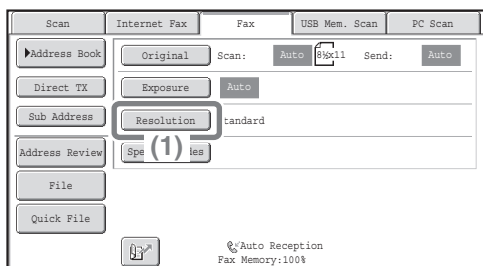 Scan Internet Fax Fax USB Mem. Scan PC Scan
Address Book Original Scan: Auto 8½x11 Send: Auto
Direct TX Exposure Auto
Sub Address Resolution tandard
(1)
Address Review Spe des
File
Quick File
Auto Reception
Fax Memory:100%